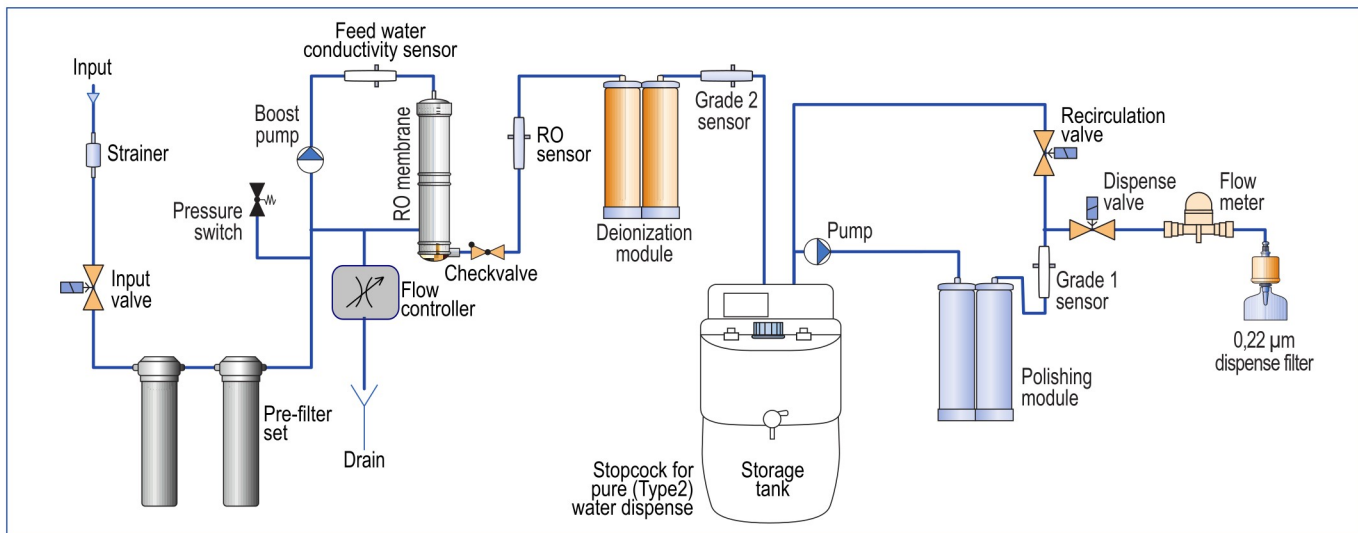 Feed water
conductivity sensor
Input
Boost
pump
Strainer
RO membrane
RO
sensor
Grade 2
sensor
Recirculation
valve
Pressure
switch
Dispense
valve
Flow
meter
Deionization
module
Pump
Checkvalve
Input
valve
Flow
controller
Grade 1
sensor
0,22 µm
dispense filter
Polishing
module
Pre-filter
set
Drain
Stopcock for
pure (Type2)
water dispense
Storage
tank